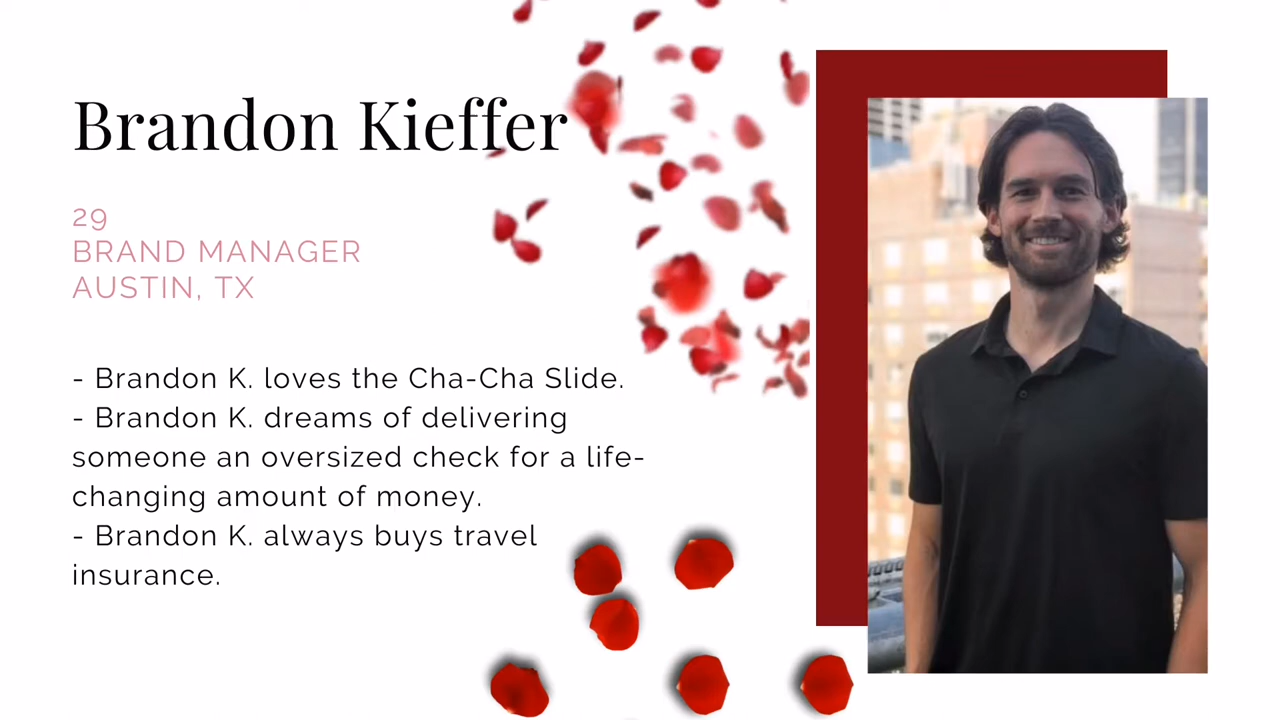 Brandon Kieffer
29
BRAND MANAGER
AUSTIN, TX
- Brandon K. loves the Cha-Cha Slide.
- Brandon K. dreams of delivering
someone an oversized check for a life-
changing amount of money.
- Brandon K. always buys travel
insurance.